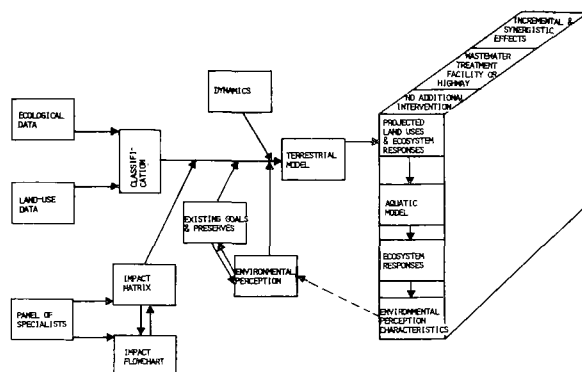 INCREMENTAL &
SYNERGISTIC
EFFECTS
WASTEWATER
TREATMENT
FACILITY OR
HIGHWAY
NO ADDITIONAL
INTERVENTION
DYNAMICS
ECOLOGICAL
DATA
CLASSIFI-
CATION
TERRESTRIAL
MODEL
PROJECTED
LAND USES
& ECOSYSTEM
RESPONSES
LAND-USE
DATA
EXISTING GOALS
& PRESERVES
AQUATIC
MODEL
ENVIRONMENTAL
PERCEPTION
ECOSYSTEM
RESPONSES
IMPACT
MATRIX
PANEL OF
SPECIALISTS
IMPACT
FLOWCHART
ENVIRONMENTAL
PERCEPTION
CHARACTERISTICS